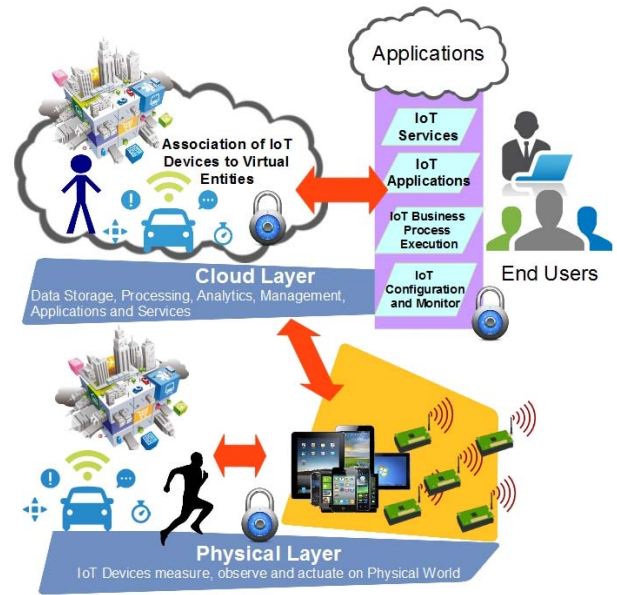 Applications
Association of IoT
Devices to Virtual
Entities
IoT
Services
IoT
Applications
IoT Business
Process
Execution
IoT
Configuration
and Monitor
End Users
Cloud Layer
Data Storage, Processing, Analytics, Management,
Applications and Services
Physical Layer
IoT Devices measure, observe and actuate on Physical World